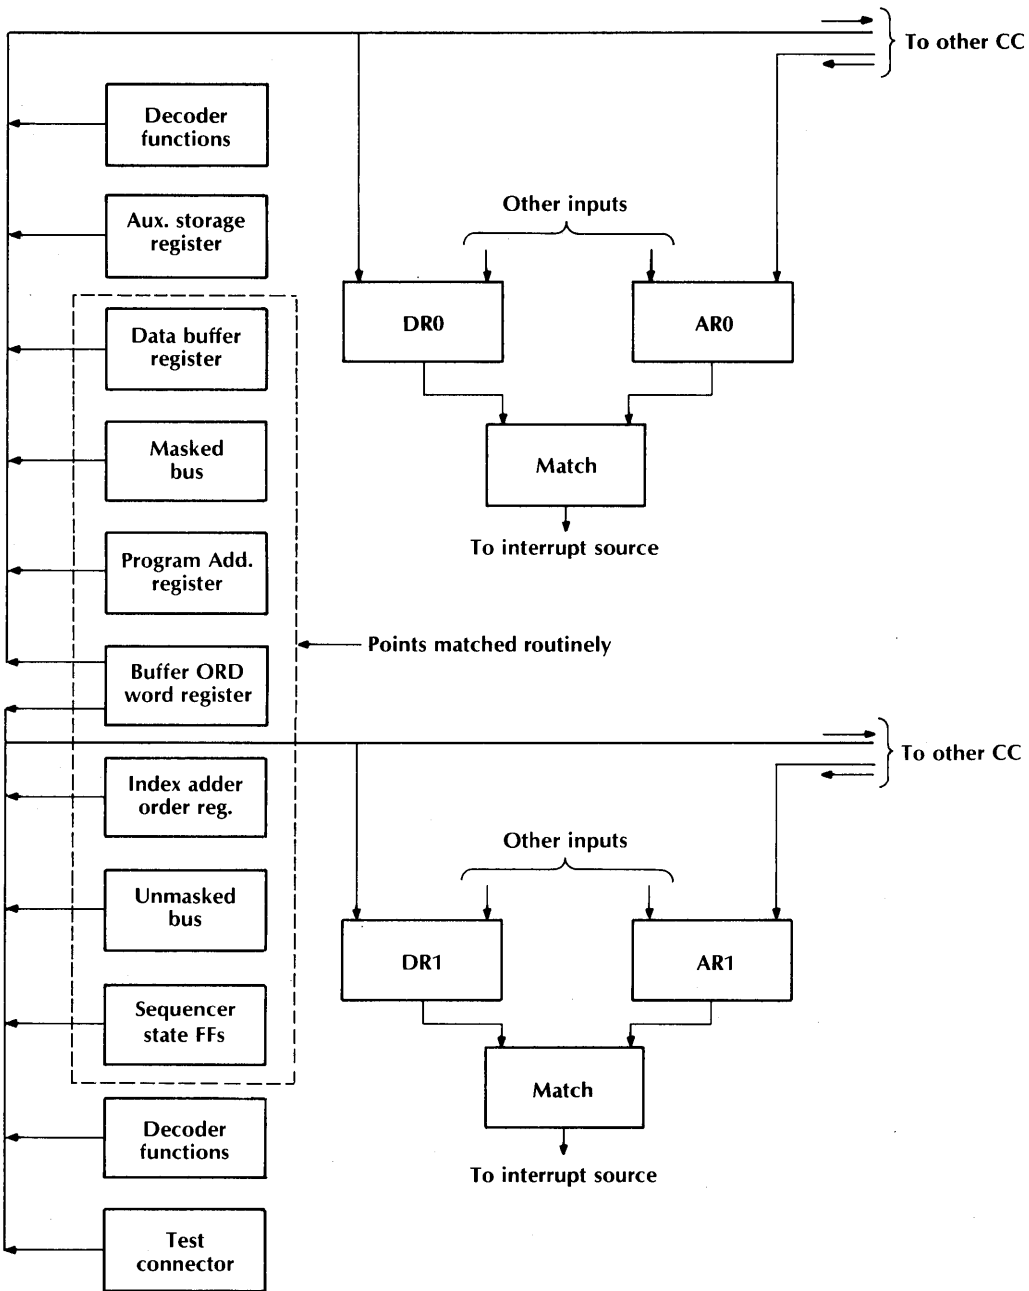 To other CC
Decoder
functions
Aux. storage
register
Other inputs
Data buffer
register
DR0
AR0
Masked
bus
Match
To interrupt source
Program Add.
register
Points matched routinely
Buffer ORD
word register
To other CC
Index adder
order reg.
Other inputs
Unmasked
bus
DR1
AR1
Sequencer
state FFs
Match
Decoder
functions
To interrupt source
Test
connector